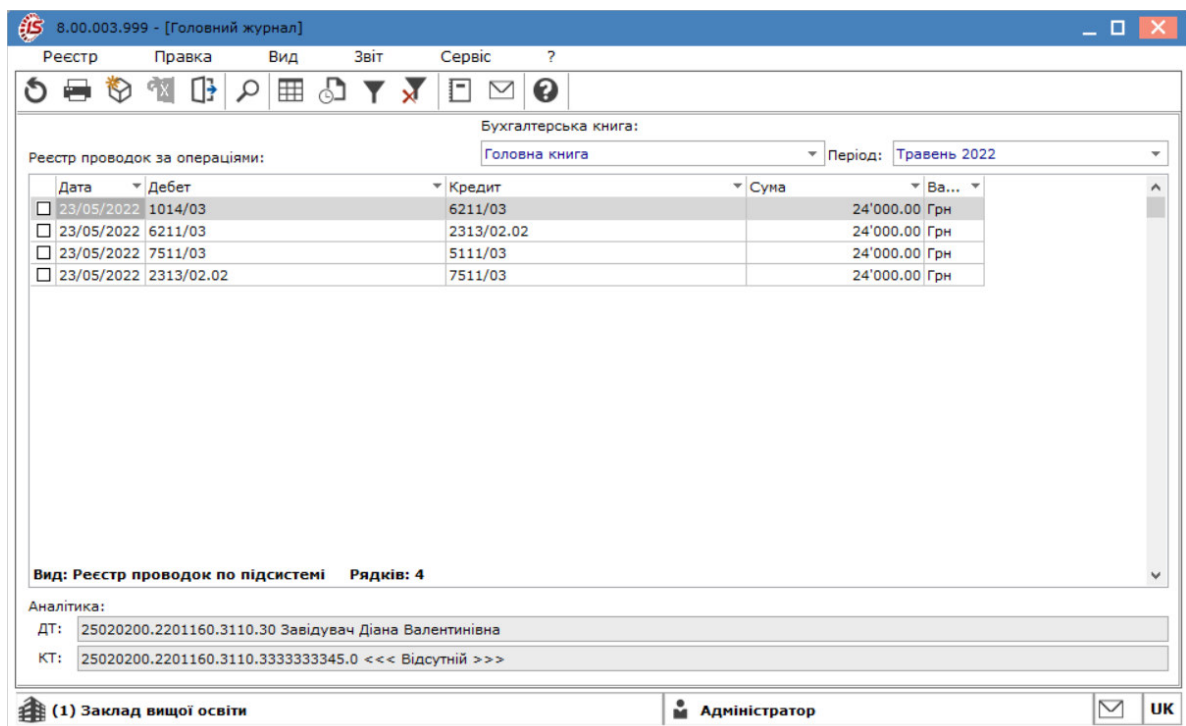 8.00.003.999 - [Головний журнал]
Реєстр Правка Вид Звіт Сервіс ?
Бухгалтерська книга:
Реєстр проводок за операціями: Головна книга Період: Травень 2022
Дата Дебет Кредит Сума Ва...
23/05/2022 1014/03 6211/03 24'000.00 Грн
23/05/2022 6211/03 2313/02.02 24'000.00 Грн
23/05/2022 7511/03 5111/03 24'000.00 Грн
23/05/2022 2313/02.02 7511/03 24'000.00 Грн
Вид: Реєстр проводок по підсистемі Рядків: 4
Аналітика:
ДТ: 25020200.2201160.3110.30 Завідувач Діана Валентинівна
КТ: 25020200.2201160.3110.3333333345.0 <<< Відсутній >>>
(1) Заклад вищої освіти Адміністратор UK